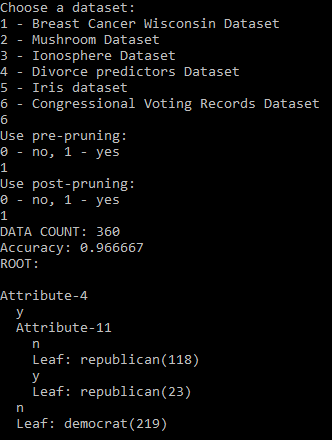 Choose a dataset:
1 - Breast Cancer Wisconsin Dataset
2 - Mushroom Dataset
3 - Ionosphere Dataset
4 - Divorce predictors Dataset
5 - Iris dataset
6 - Congressional Voting Records Dataset
6
Use pre-pruning:
0 - no, 1 - yes
1
Use post-pruning:
0 - no, 1 - yes
1
DATA COUNT: 360
Accuracy: 0.966667
ROOT:

Attribute-4
  y
  Attribute-11
    n
    Leaf: republican(118)
    y
    Leaf: republican(23)
  n
  Leaf: democrat(219)